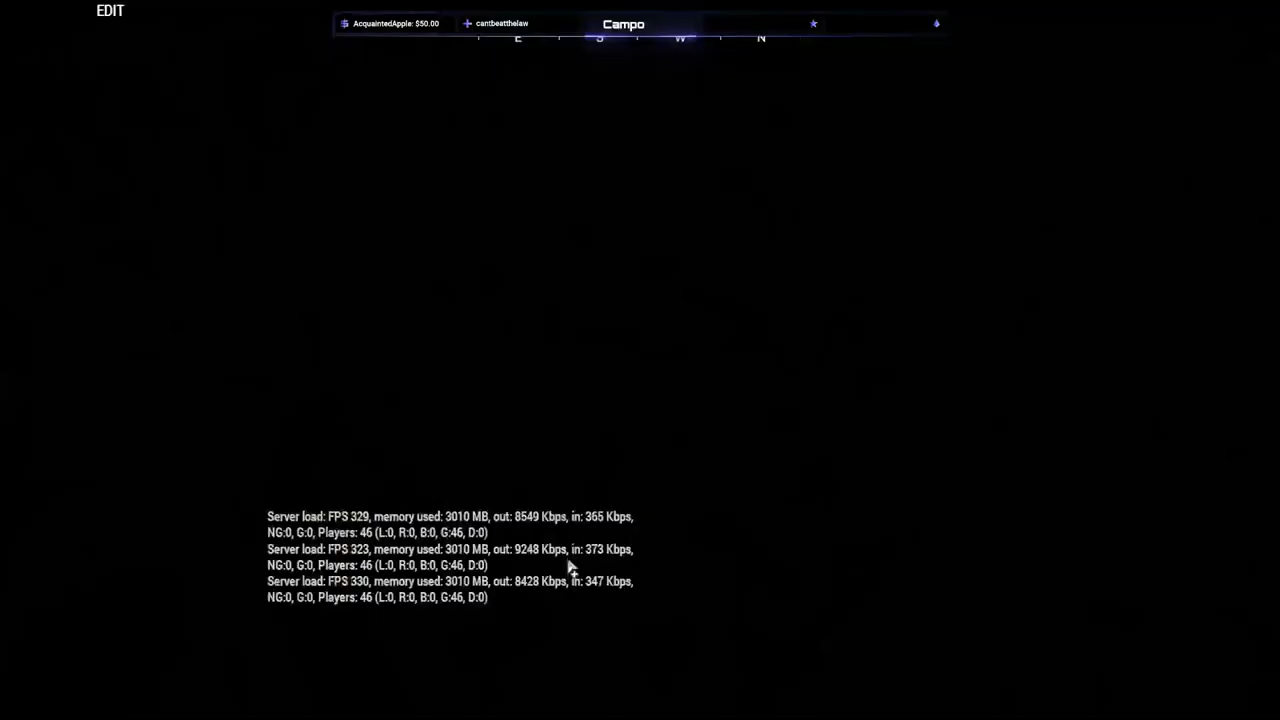 EDIT
AcquaintedApple: $50.00
cantbeatthelaw
Campo
E S W N
Server load: FPS 329, memory used: 3010 MB, out: 8549 Kbps, in: 365 Kbps,
NG:0, G:0, Players: 46 (L:0, R:0, B:0, G:46, D:0)
Server load: FPS 323, memory used: 3010 MB, out: 9248 Kbps, in: 373 Kbps,
NG:0, G:0, Players: 46 (L:0, R:0, B:0, G:46, D:0)
Server load: FPS 330, memory used: 3010 MB, out: 8428 Kbps, in: 347 Kbps,
NG:0, G:0, Players: 46 (L:0, R:0, B:0, G:46, D:0)